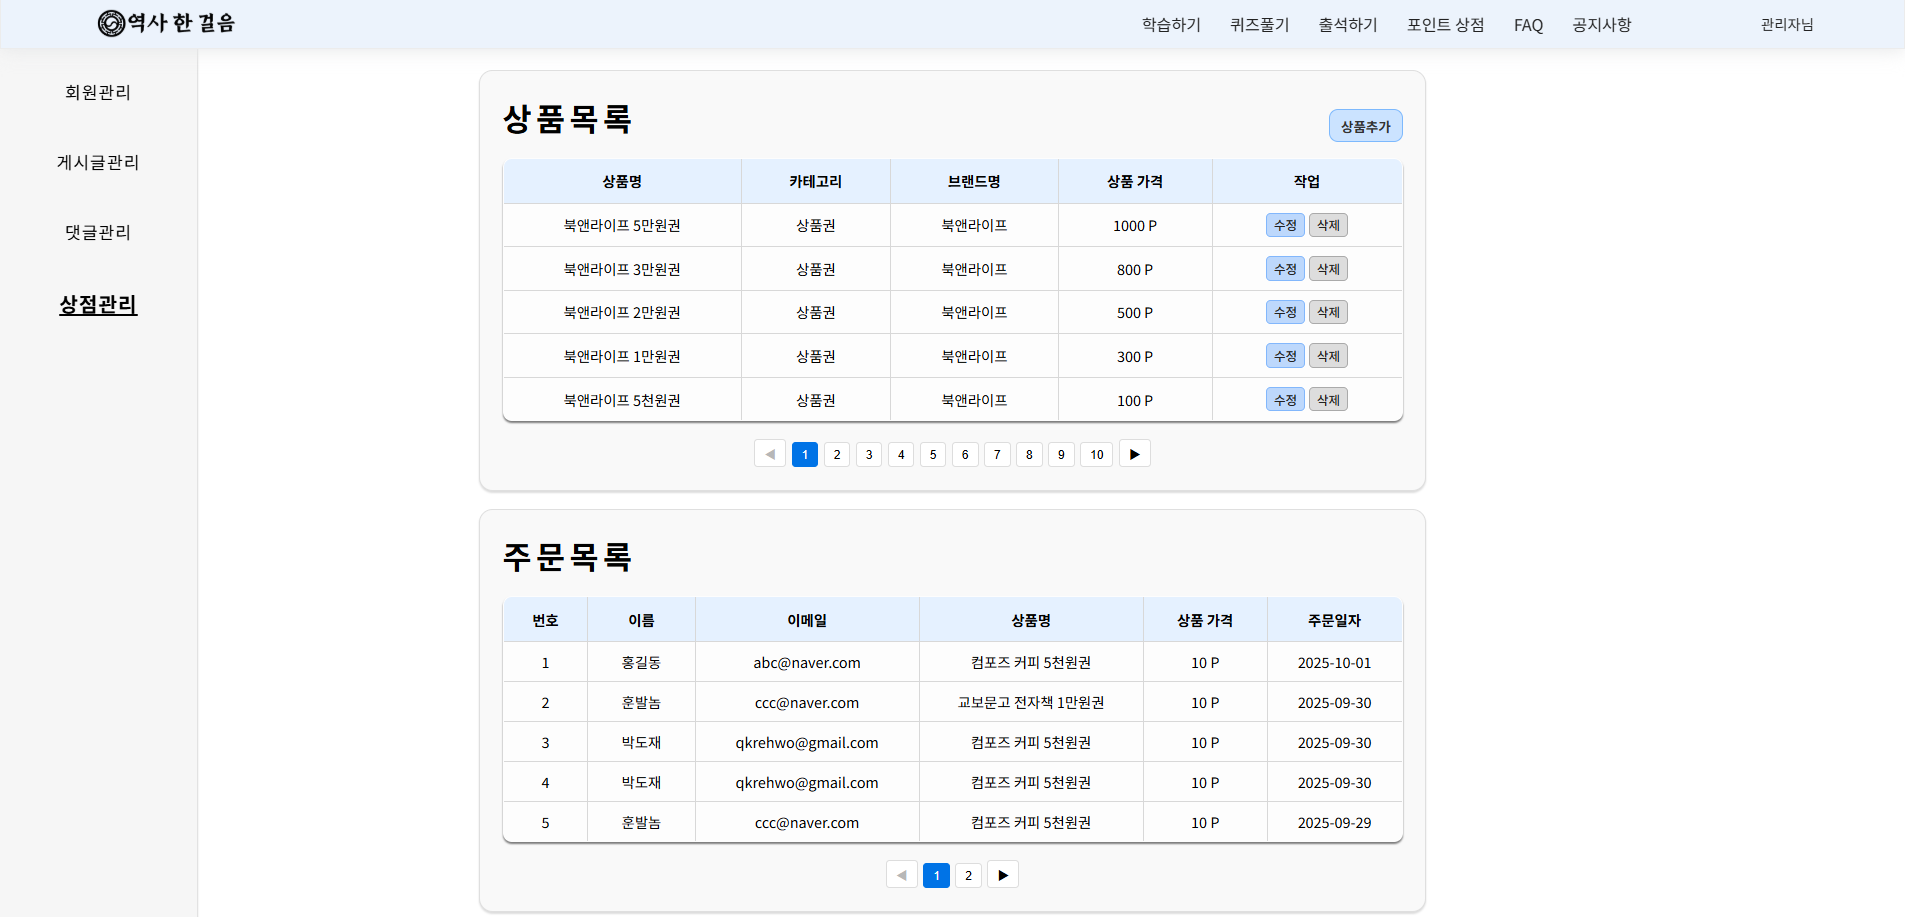 역사 한 걸음
학습하기 퀴즈풀기 출석하기 포인트 상점 FAQ 공지사항 관리자님
회원관리
게시글관리
댓글관리
상점관리
상품목록
상품추가
상품명 카테고리 브랜드명 상품 가격 작업
북앤라이프 5만원권 상품권 북앤라이프 1000 P 수정 삭제
북앤라이프 3만원권 상품권 북앤라이프 800 P 수정 삭제
북앤라이프 2만원권 상품권 북앤라이프 500 P 수정 삭제
북앤라이프 1만원권 상품권 북앤라이프 300 P 수정 삭제
북앤라이프 5천원권 상품권 북앤라이프 100 P 수정 삭제
◀ 1 2 3 4 5 6 7 8 9 10 ▶
주문목록
번호 이름 이메일 상품명 상품 가격 주문일자
1 홍길동 abc@naver.com 컴포즈 커피 5천원권 10 P 2025-10-01
2 훈발놈 ccc@naver.com 교보문고 전자책 1만원권 10 P 2025-09-30
3 박도재 qkrehwo@gmail.com 컴포즈 커피 5천원권 10 P 2025-09-30
4 박도재 qkrehwo@gmail.com 컴포즈 커피 5천원권 10 P 2025-09-30
5 훈발놈 ccc@naver.com 컴포즈 커피 5천원권 10 P 2025-09-29
◀ 1 2 ▶